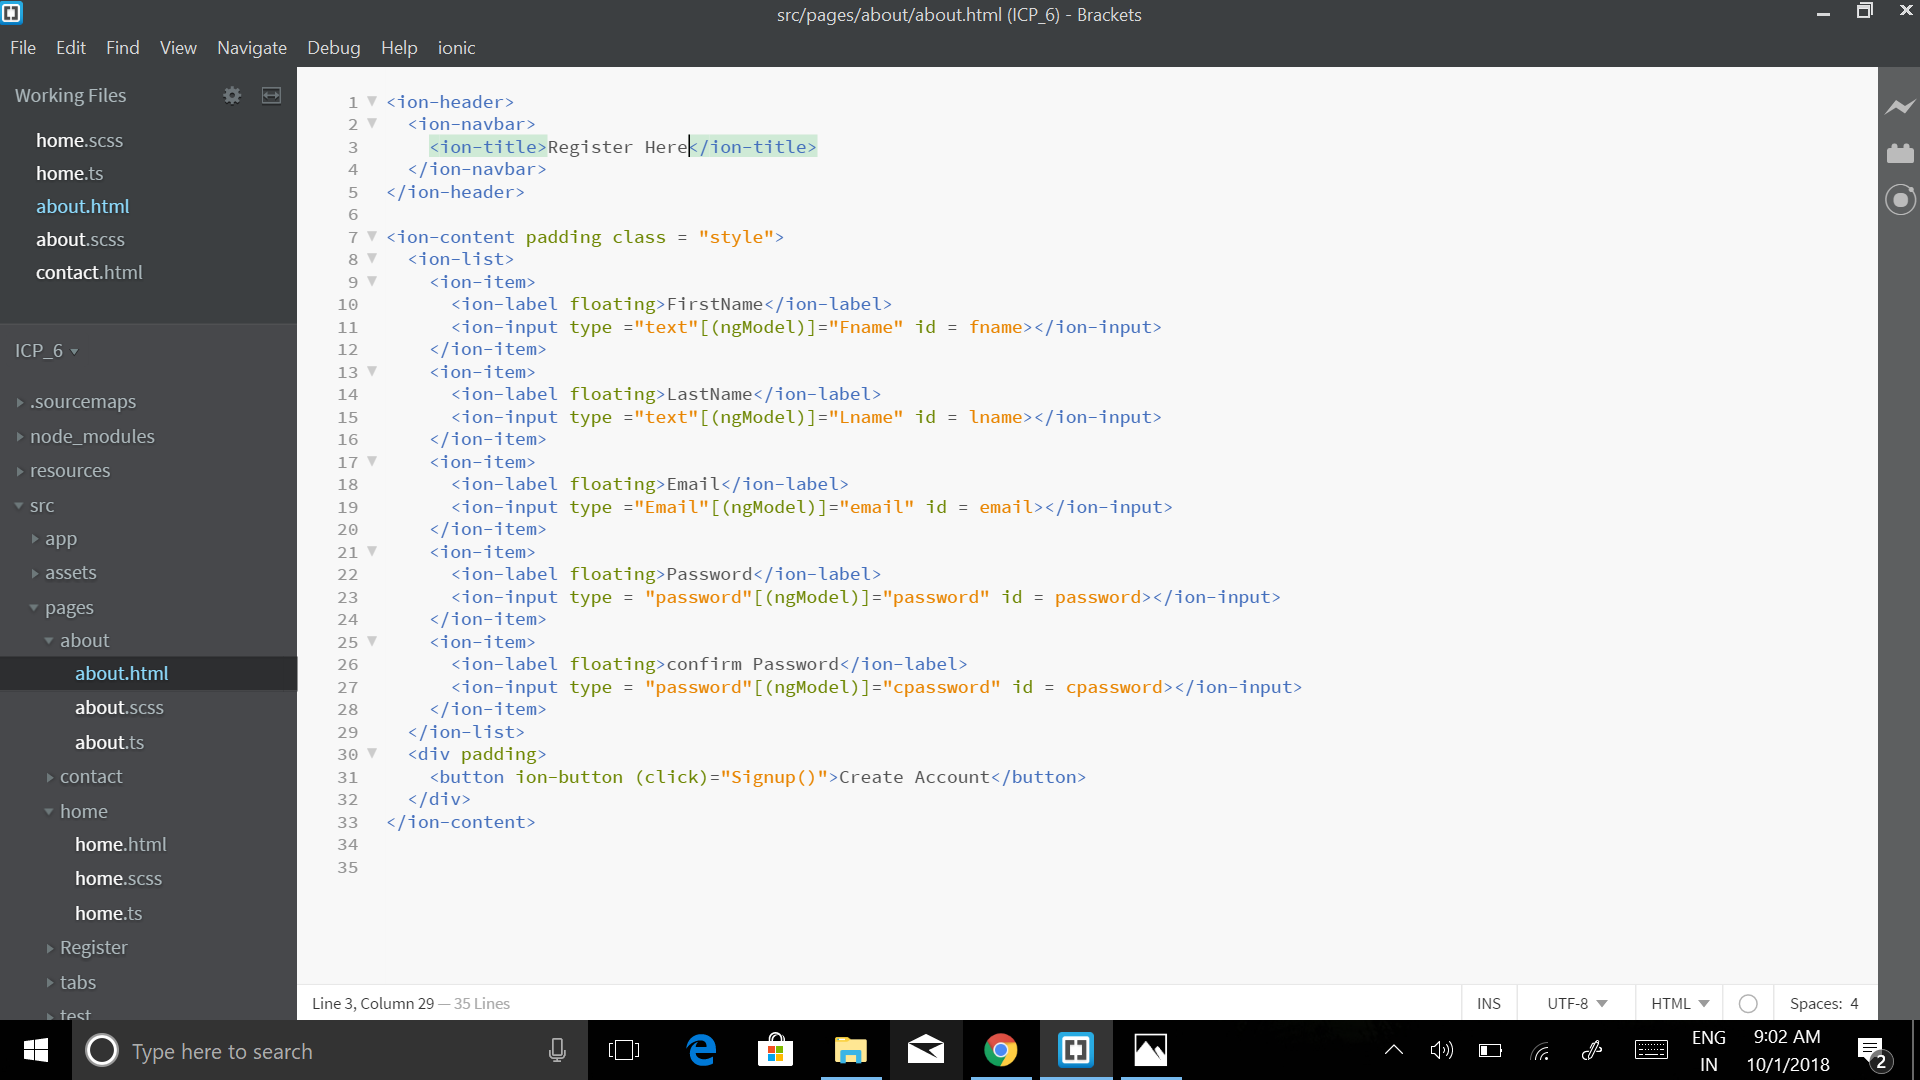 src/pages/about/about.html (ICP_6) - Brackets
File Edit Find View Navigate Debug Help ionic
Working Files
home.scss
home.ts
about.html
about.scss
contact.html
ICP_6
.sourcemaps
node_modules
resources
src
app
assets
pages
about
about.html
about.scss
about.ts
contact
home
home.html
home.scss
home.ts
Register
tabs
test
1 <ion-header>
2 <ion-navbar>
3 <ion-title>Register Here</ion-title>
4 </ion-navbar>
5 </ion-header>
6
7 <ion-content padding class = "style">
8 <ion-list>
9 <ion-item>
10 <ion-label floating>FirstName</ion-label>
11 <ion-input type ="text"[(ngModel)]="Fname" id = fname></ion-input>
12 </ion-item>
13 <ion-item>
14 <ion-label floating>LastName</ion-label>
15 <ion-input type ="text"[(ngModel)]="Lname" id = lname></ion-input>
16 </ion-item>
17 <ion-item>
18 <ion-label floating>Email</ion-label>
19 <ion-input type ="Email"[(ngModel)]="email" id = email></ion-input>
20 </ion-item>
21 <ion-item>
22 <ion-label floating>Password</ion-label>
23 <ion-input type = "password"[(ngModel)]="password" id = password></ion-input>
24 </ion-item>
25 <ion-item>
26 <ion-label floating>confirm Password</ion-label>
27 <ion-input type = "password"[(ngModel)]="cpassword" id = cpassword></ion-input>
28 </ion-item>
29 </ion-list>
30 <div padding>
31 <button ion-button (click)="Signup()">Create Account</button>
32 </div>
33 </ion-content>
34
35
Line 3, Column 29 — 35 Lines
INS UTF-8 HTML Spaces: 4
Type here to search
ENG
IN
9:02 AM
10/1/2018
2